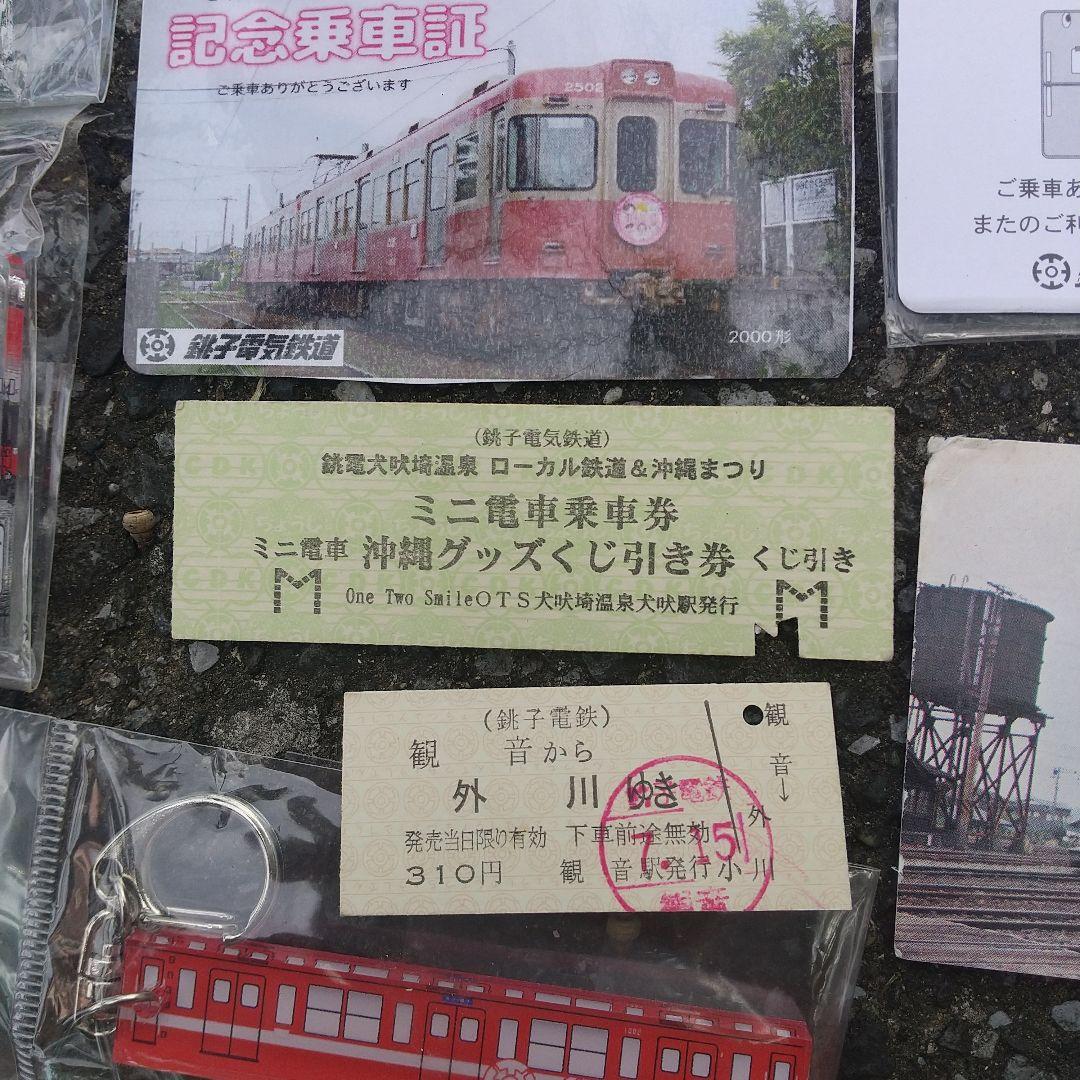 記念乗車証
ご乗車ありがとうございます
2502
銚子電気鉄道
2000形
ご乗車あ
またのご利
(銚子電気鉄道)
銚電犬吠埼温泉 ローカル鉄道&沖縄まつり
ミニ電車乗車券
ミニ電車 沖縄グッズくじ引き券 くじ引き
One Two SmileOTS犬吠埼温泉犬吠駅発行
(銚子電鉄)
観音から
外川ゆき
発売当日限り有効 下車前途無効
310円 観音駅発行
観音→外川
小
電鉄
観音
1002